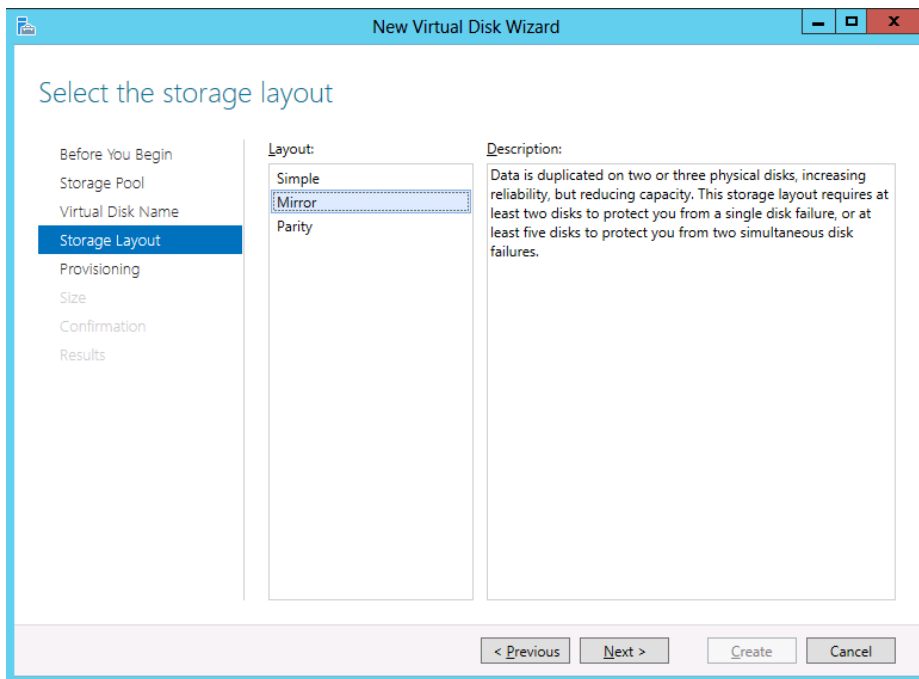 New Virtual Disk Wizard
Select the storage layout
Before You Begin
Storage Pool
Virtual Disk Name
Storage Layout
Provisioning
Size
Confirmation
Results
Layout:
Simple
Mirror
Parity
Description:
Data is duplicated on two or three physical disks, increasing
reliability, but reducing capacity. This storage layout requires at
least two disks to protect you from a single disk failure, or at
least five disks to protect you from two simultaneous disk
failures.
< Previous
Next >
Create
Cancel